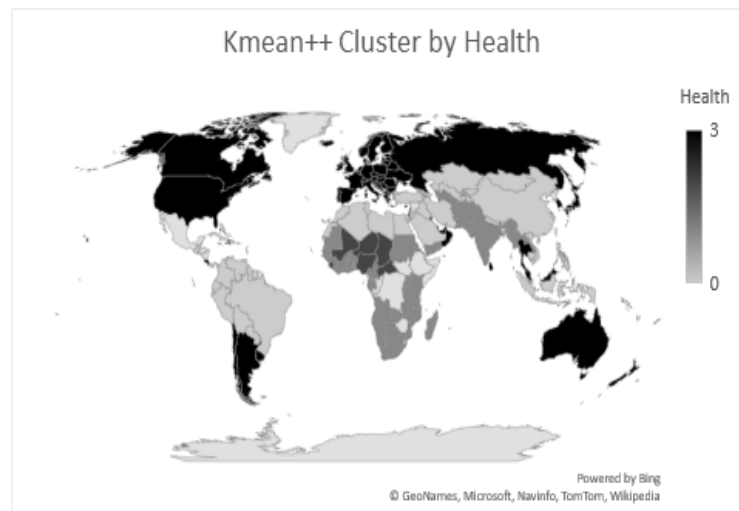 Kmean++ Cluster by Health
Health
3
0
Powered by Bing
© GeoNames, Microsoft, Navinfo, TomTom, Wikipedia